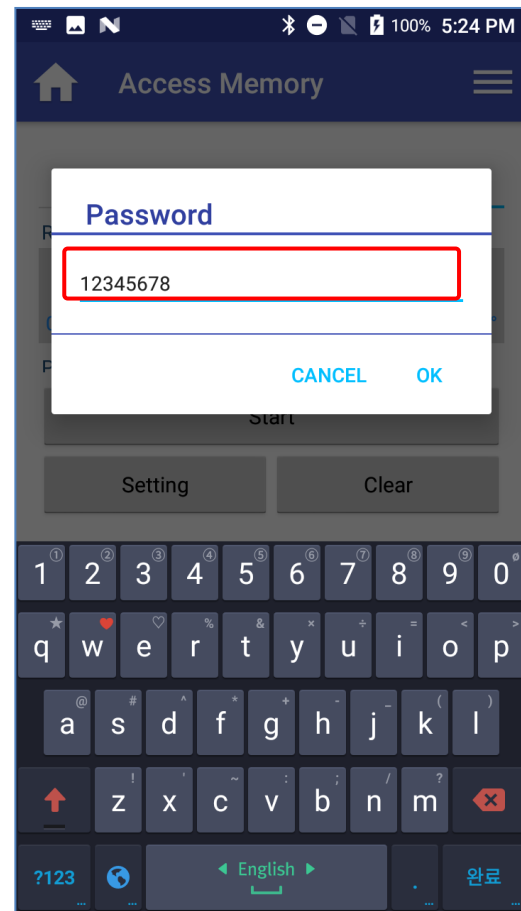 100% 5:24 PM
Access Memory
Password
R
12345678
P
CANCEL OK
Start
Setting Clear
1 2 3 4 5 6 7 8 9 0
q w e r t y u i o p
a s d f g h j k l
z x c v b n m
?123 English . 완료